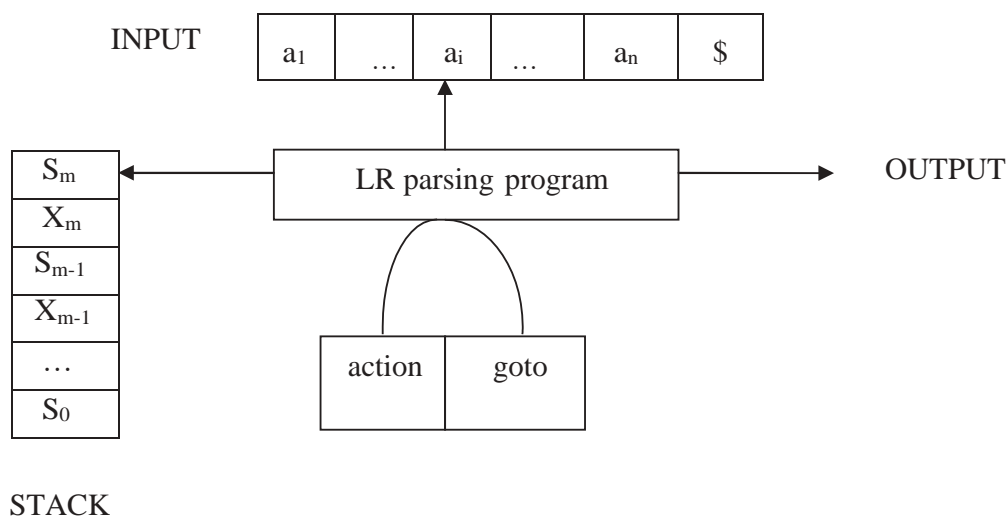 INPUT
a₁ … aᵢ … aₙ $
LR parsing program
OUTPUT
Sₘ
Xₘ
Sₘ₋₁
Xₘ₋₁
…
S₀
action goto
STACK